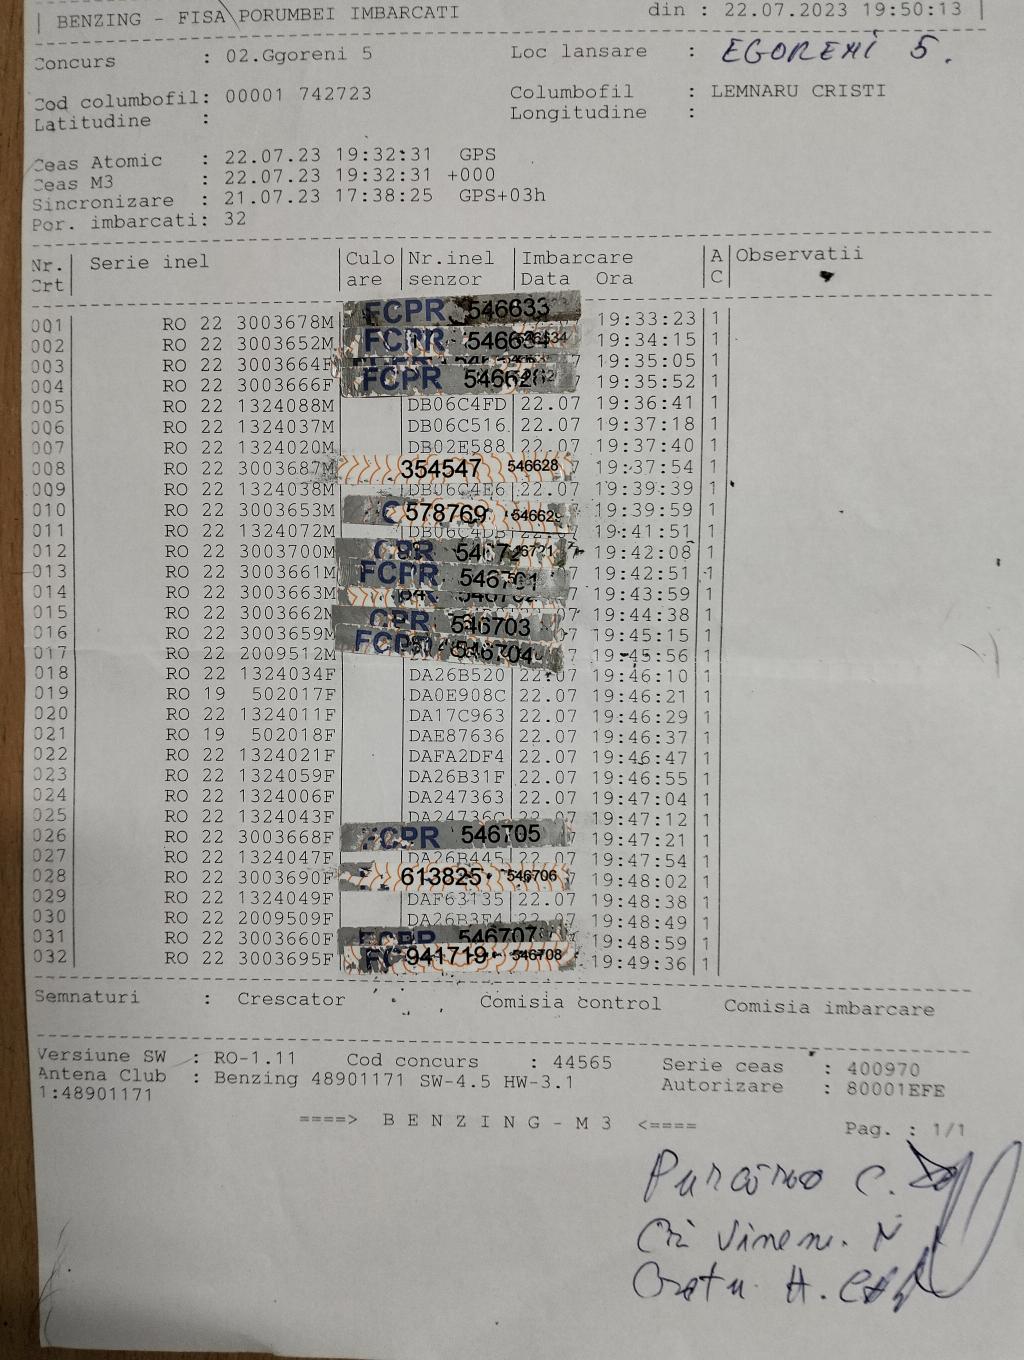 BENZING - FISA PORUMBEI IMBARCATI din : 22.07.2023 19:50:13
Concurs : 02.Ggoreni 5 Loc lansare : EGORENI 5.
Cod columbofil: 00001 742723 Columbofil : LEMNARU CRISTI
Latitudine : Longitudine :
Ceas Atomic : 22.07.23 19:32:31 GPS
Ceas M3 : 22.07.23 19:32:31 +000
Sincronizare : 21.07.23 17:38:25 GPS+03h
Por. imbarcati: 32
Nr. Crt | Serie inel | Culoare | Nr.inel senzor | Imbarcare Data Ora | A C | Observatii
001 RO 22 3003678M FCPR 546633 19:33:23 1
002 RO 22 3003652M FCPR 19:34:15 1
003 RO 22 3003664F 19:35:05 1
004 RO 22 3003666F FCPR 19:35:52 1
005 RO 22 1324088M DB06C4FD 22.07 19:36:41 1
006 RO 22 1324037M DB06C516 22.07 19:37:18 1
007 RO 22 1324020M DB02E588 22.07 19:37:40 1
008 RO 22 3003687M 354547 546628 19:37:54 1
009 RO 22 1324038M DB06C4E6 22.07 19:39:39 1
010 RO 22 3003653M 578769 546629 19:39:59 1
011 RO 22 1324072M DB06C4DB 22.07 19:41:51 1
012 RO 22 3003700M 19:42:08 1
013 RO 22 3003661M FCPR 546701 19:42:51 1
014 RO 22 3003663M 19:43:59 1
015 RO 22 3003662M 546703 19:44:38 1
016 RO 22 3003659M 19:45:15 1
017 RO 22 2009512M 546704 19:45:56 1
018 RO 22 1324034F DA26B520 22.07 19:46:10 1
019 RO 19 502017F DA0E908C 22.07 19:46:21 1
020 RO 22 1324011F DA17C963 22.07 19:46:29 1
021 RO 19 502018F DAE87636 22.07 19:46:37 1
022 RO 22 1324021F DAFA2DF4 22.07 19:46:47 1
023 RO 22 1324059F DA26B31F 22.07 19:46:55 1
024 RO 22 1324006F DA247363 22.07 19:47:04 1
025 RO 22 1324043F DA24736C 22.07 19:47:12 1
026 RO 22 3003668F FCPR 546705 19:47:21 1
027 RO 22 1324047F DA26B445 22.07 19:47:54 1
028 RO 22 3003690F 613825 546706 19:48:02 1
029 RO 22 1324049F DAF63135 22.07 19:48:38 1
030 RO 22 2009509F DA26B3F4 22.07 19:48:49 1
031 RO 22 3003660F FCPR 546707 19:48:59 1
032 RO 22 3003695F 941719 546708 19:49:36 1
Semnaturi : Crescator Comisia control Comisia imbarcare
Versiune SW : RO-1.11 Cod concurs : 44565 Serie ceas : 400970
Antena Club : Benzing 48901171 SW-4.5 HW-3.1 Autorizare : 80001EFE
1:48901171
====> B E N Z I N G - M 3 <==== Pag. : 1/1